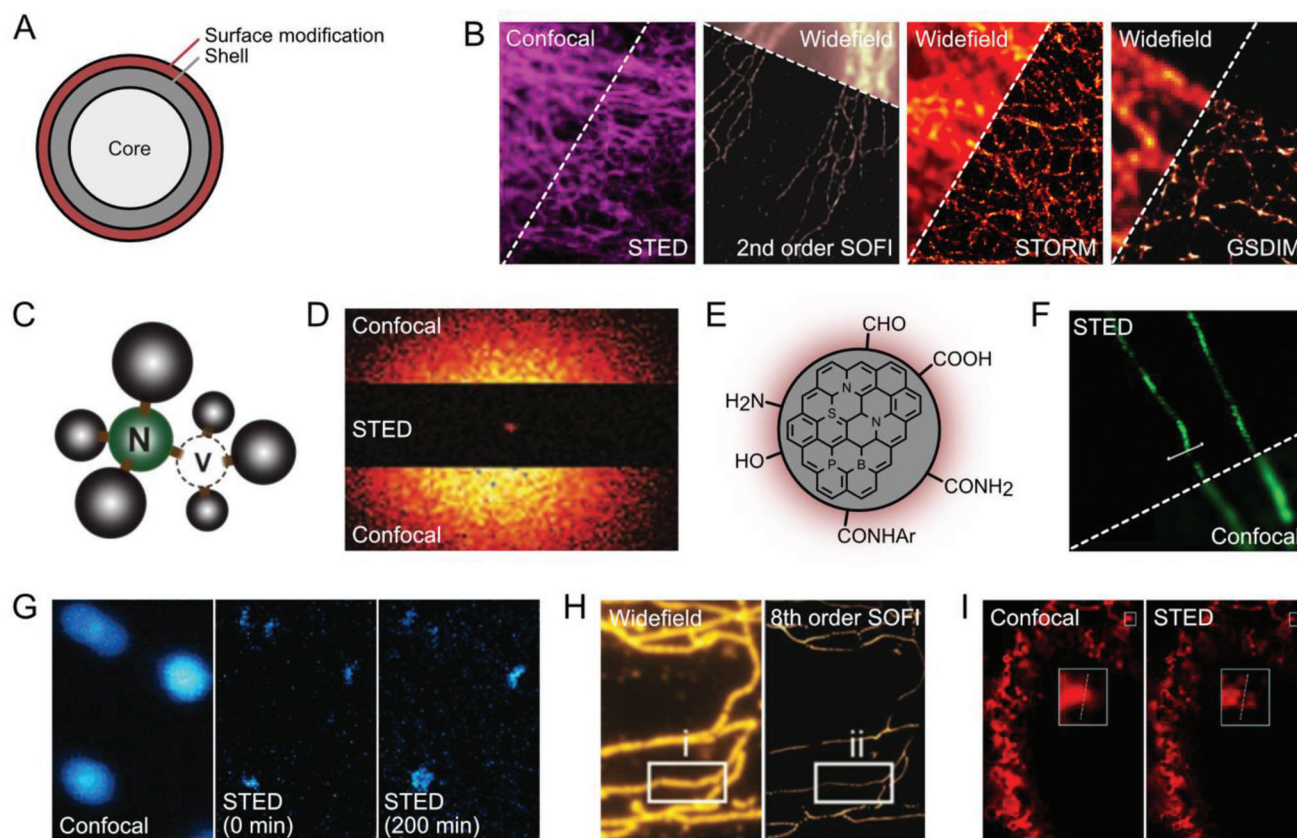 A
Surface modification
Shell
Core
B
Confocal
STED
Widefield
2nd order SOFI
Widefield
STORM
Widefield
GSDIM
C
N
V
D
Confocal
STED
Confocal
E
CHO
COOH
H2N
HO
CONH2
CONHAr
N
S
N
P
B
F
STED
Confocal
G
Confocal
STED
(0 min)
STED
(200 min)
H
Widefield
i
8th order SOFI
ii
I
Confocal
STED